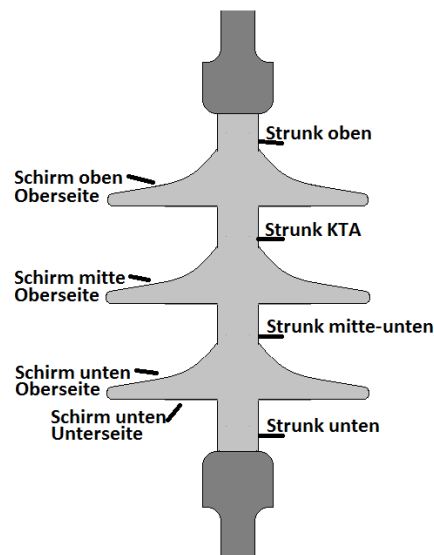 Strunk oben
Schirm oben
Oberseite
Strunk KTA
Schirm mitte
Oberseite
Strunk mitte-unten
Schirm unten
Oberseite
Schirm unten
Unterseite
Strunk unten